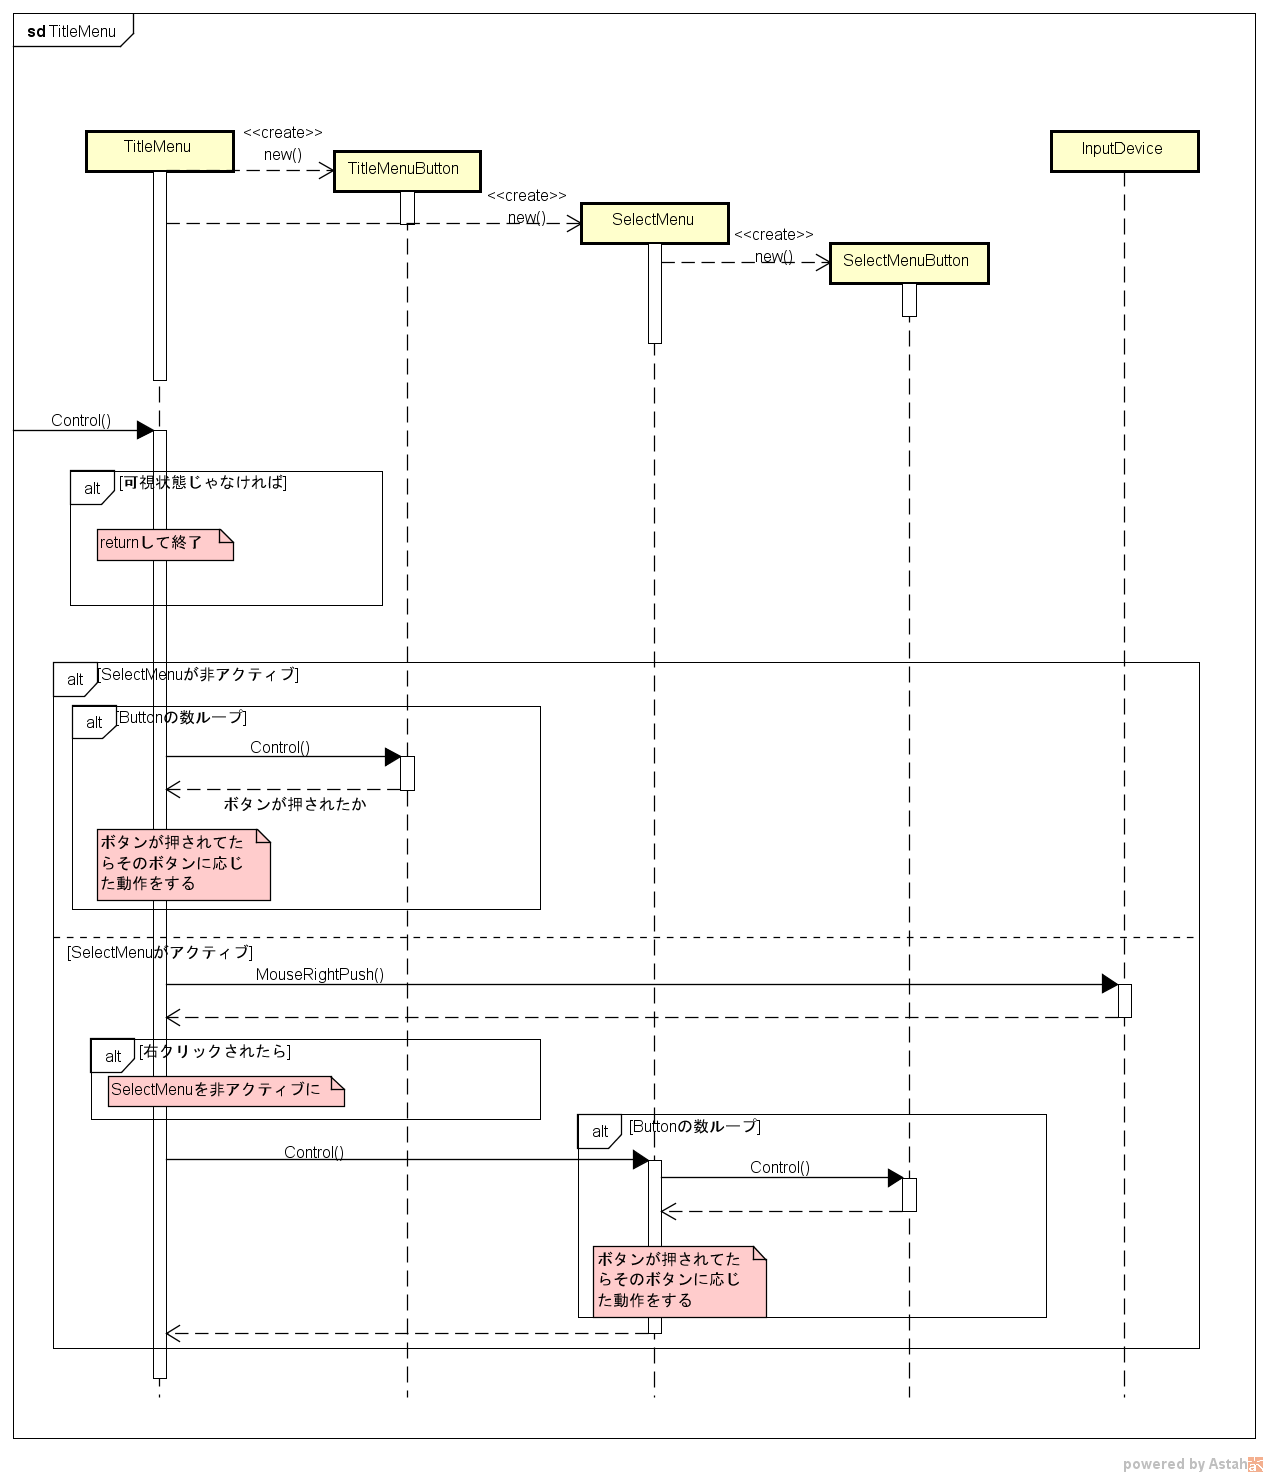 sd TitleMenu
<<create>>
TitleMenu
new()
TitleMenuButton
InputDevice
<<create>>
new()
SelectMenu
<<create>>
new()
SelectMenuButton
Control()
alt [可視状態じゃなければ]
returnして終了
alt [SelectMenuが非アクティブ]
alt [Buttonの数ループ]
Control()
ボタンが押されたか
ボタンが押されてた
らそのボタンに応じ
た動作をする
[SelectMenuがアクティブ]
MouseRightPush()
alt [右クリックされたら]
SelectMenuを非アクティブに
alt [Buttonの数ループ]
Control()
Control()
ボタンが押されてた
らそのボタンに応じ
た動作をする
powered by Astah